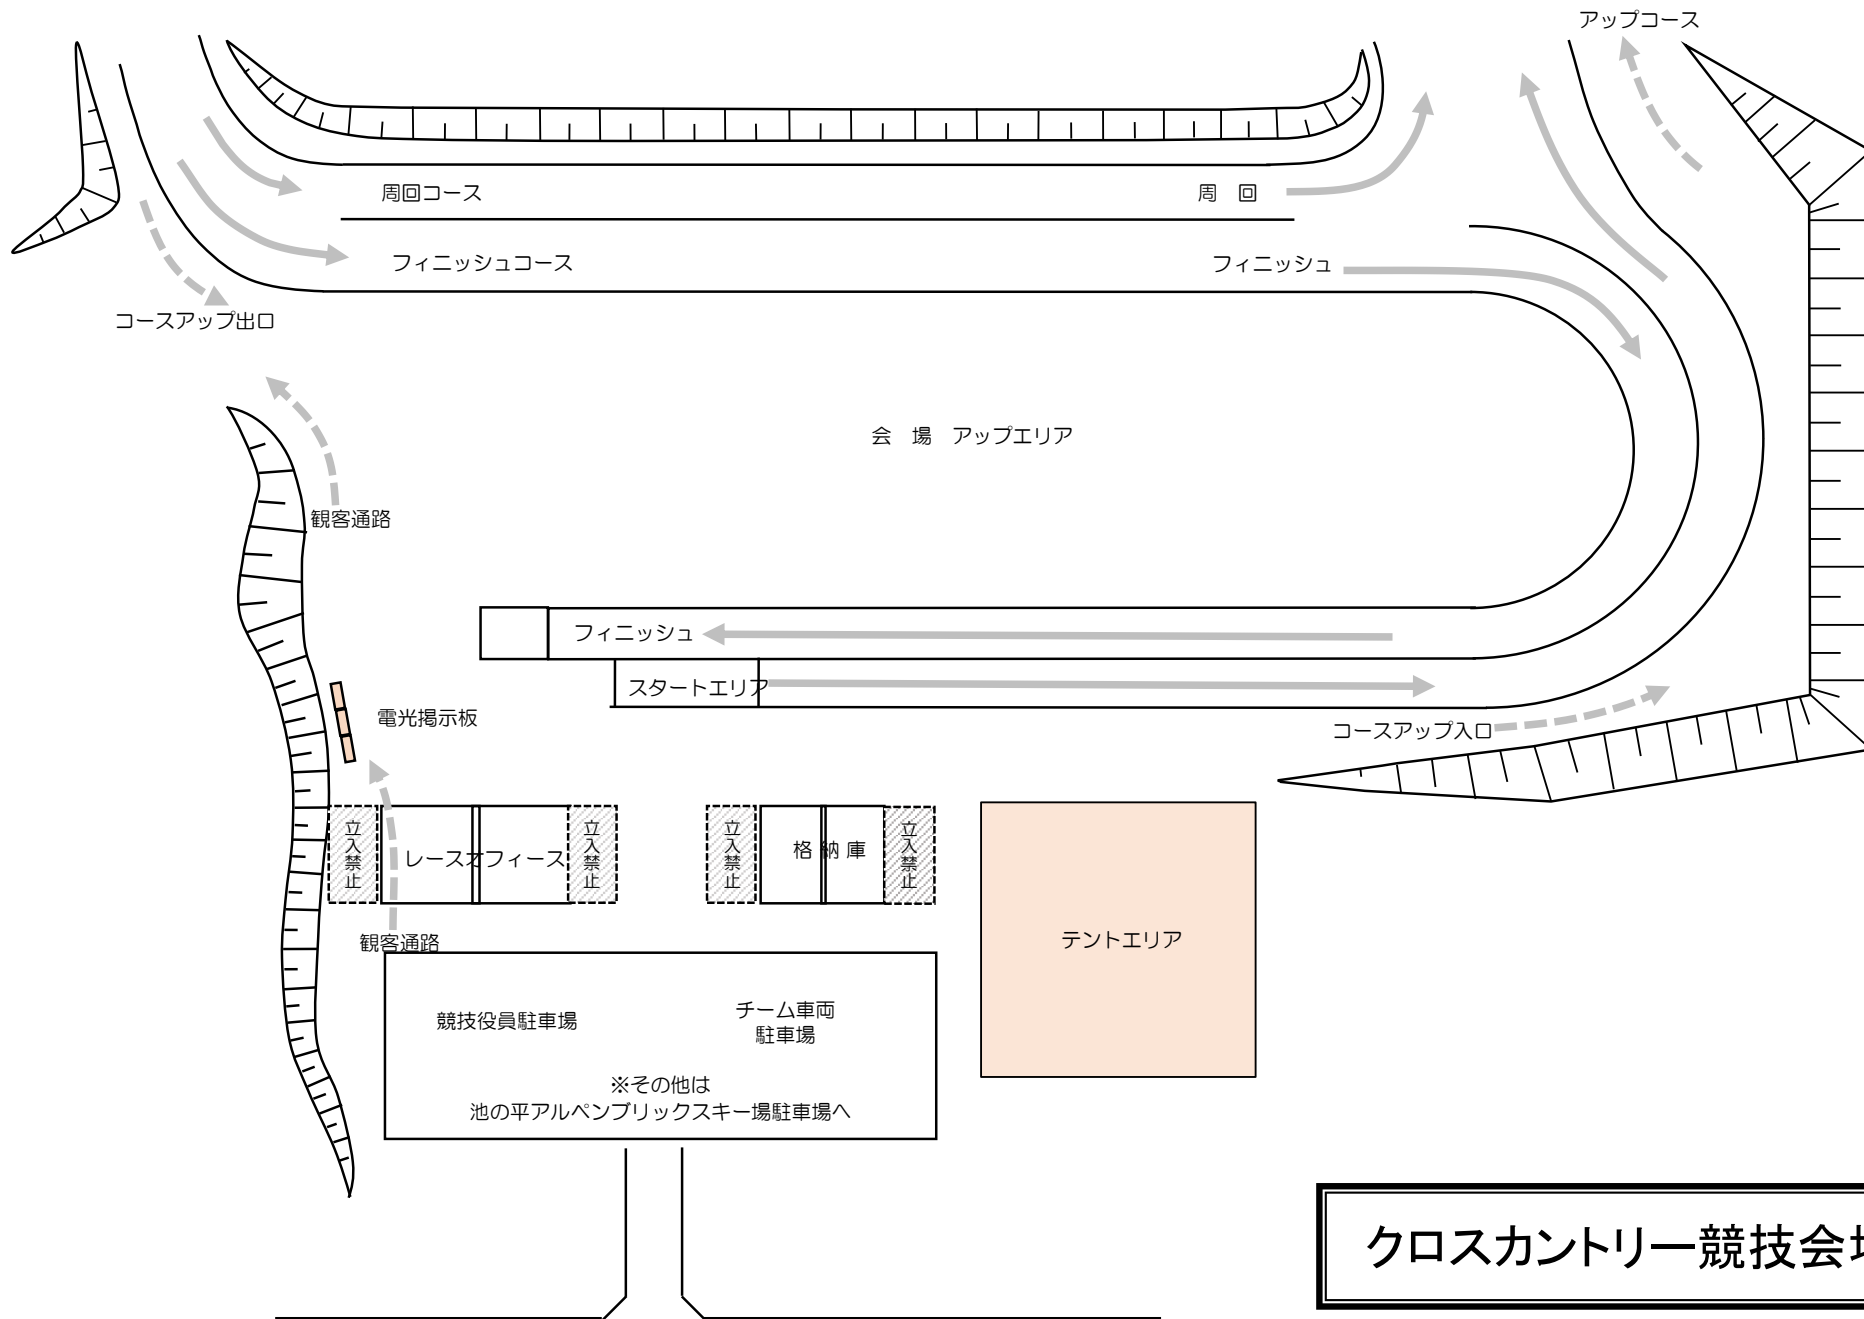 アップコース
周回コース
周　回
フィニッシュコース
フィニッシュ
コースアップ出口
会　場　アップエリア
観客通路
フィニッシュ
スタートエリア
電光掲示板
コースアップ入口
立入禁止
レースオフィース
立入禁止
立入禁止
格 納 庫
立入禁止
観客通路
テントエリア
競技役員駐車場
チーム車両
駐車場
※その他は
池の平アルペンブリックスキー場駐車場へ
クロスカントリー競技会場